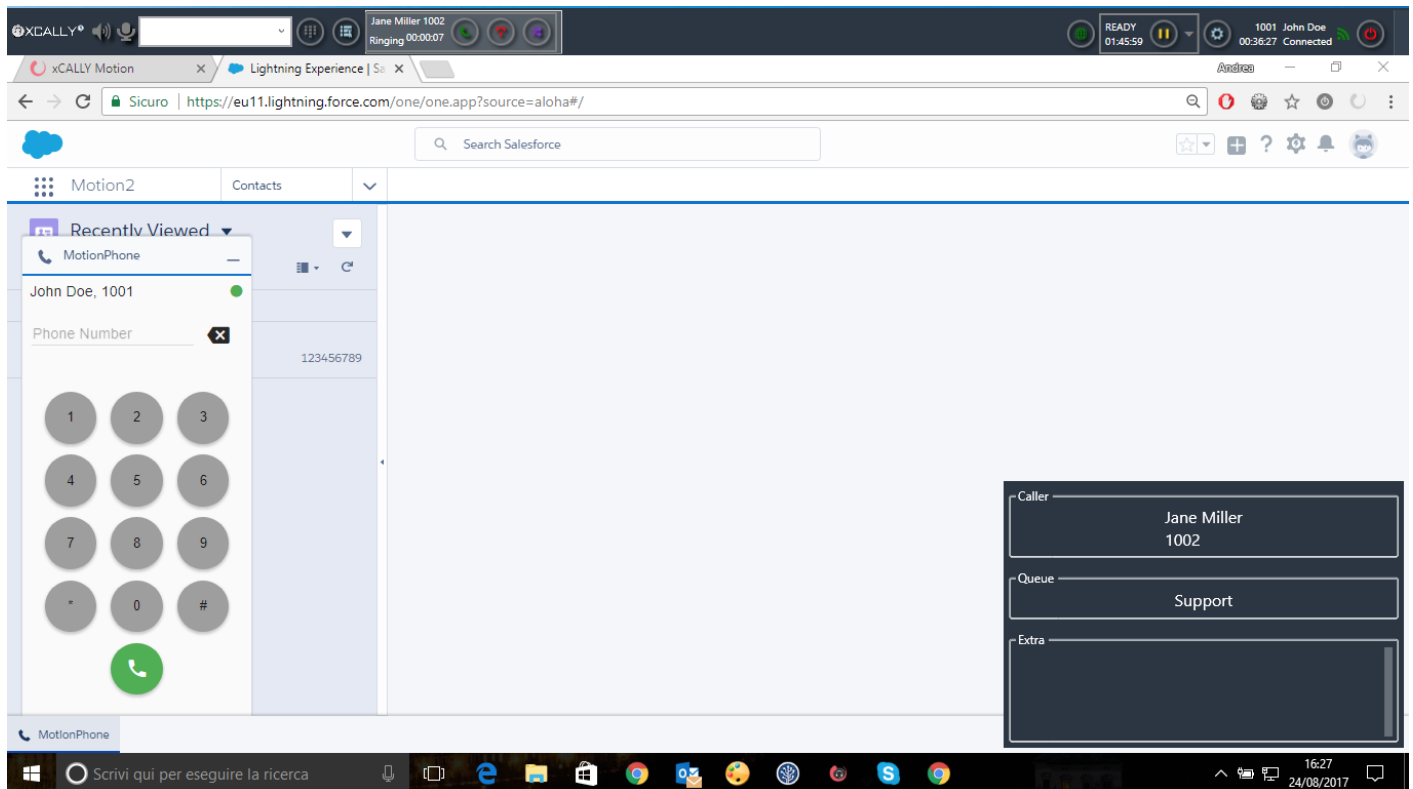 XCALLY®
Jane Miller 1002
Ringing 00:00:07
READY
01:45:59
1001 John Doe
00:36:27 Connected
xCALLY Motion
Lightning Experience | Sa
Andrea
Sicuro
https://eu11.lightning.force.com/one/one.app?source=aloha#/
Search Salesforce
Motion2
Contacts
Recently Viewed
MotionPhone
John Doe, 1001
Phone Number
123456789
1 2 3
4 5 6
7 8 9
* 0 #
Caller
Jane Miller
1002
Queue
Support
Extra
MotionPhone
Scrivi qui per eseguire la ricerca
16:27
24/08/2017